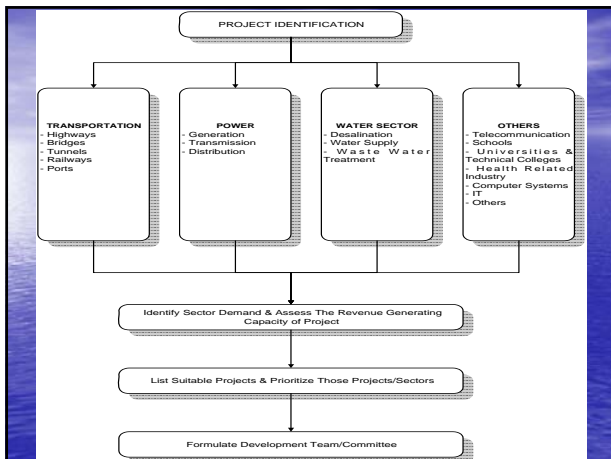 PROJECT IDENTIFICATION
TRANSPORTATION
- Highways
- Bridges
- Tunnels
- Railways
- Ports
POWER
- Generation
- Transmission
- Distribution
WATER SECTOR
- Desalination
- Water Supply
- Waste Water
Treatment
OTHERS
- Telecommunication
- Schools
- Universities &
Technical Colleges
- Health Related
Industry
- Computer Systems
- IT
- Others
Identify Sector Demand & Assess The Revenue Generating
Capacity of Project
List Suitable Projects & Prioritize Those Projects/Sectors
Formulate Development Team/Committee